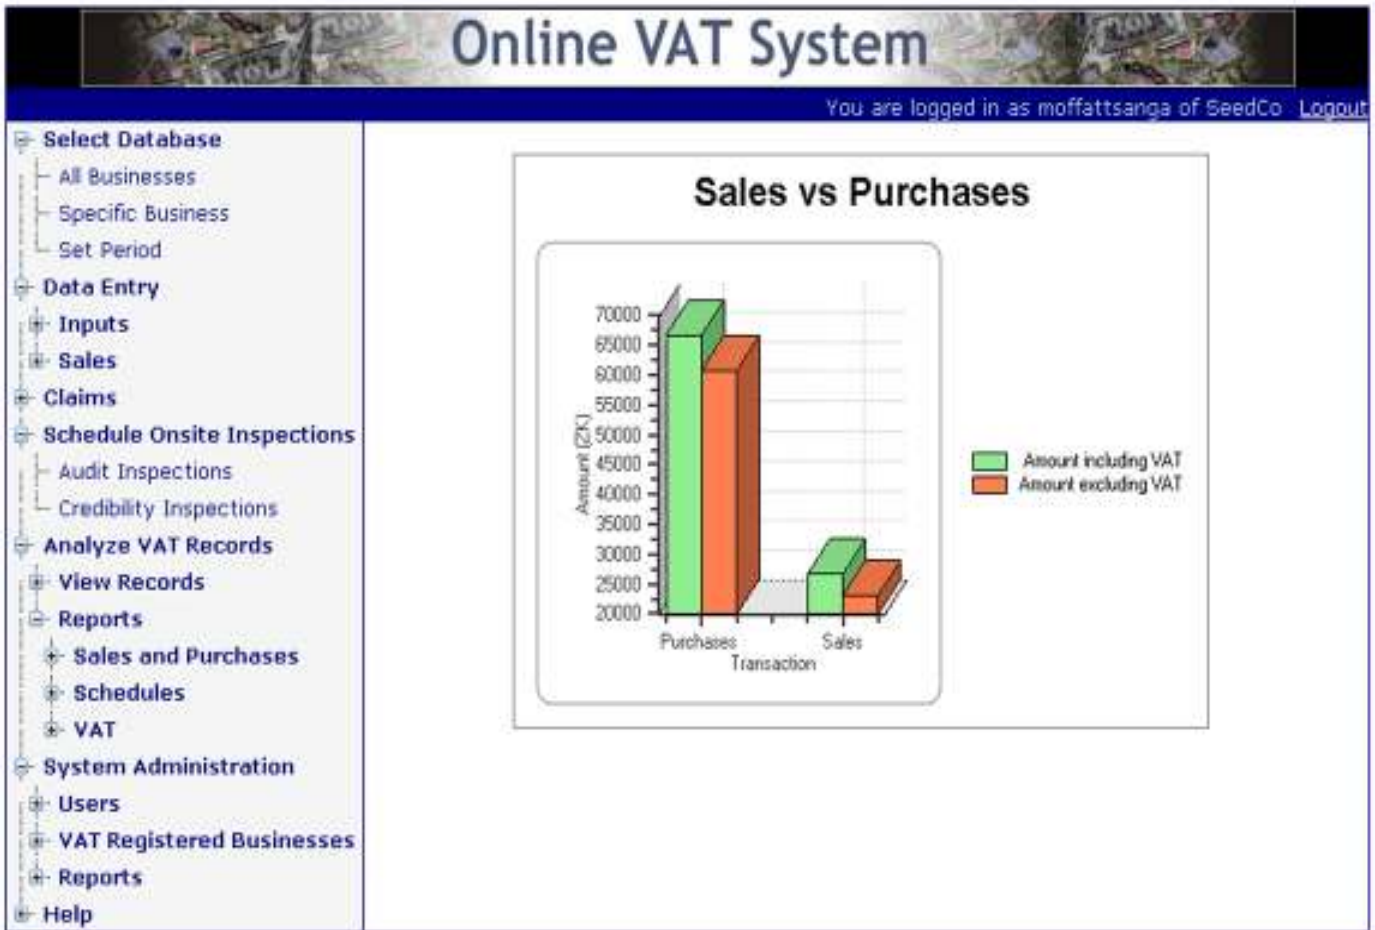 Online VAT System
You are logged in as moffattsanga of SeedCo Logout
Select Database
All Businesses
Specific Business
Set Period
Data Entry
Inputs
Sales
Claims
Schedule Onsite Inspections
Audit Inspections
Credibility Inspections
Analyze VAT Records
View Records
Reports
Sales and Purchases
Schedules
VAT
System Administration
Users
VAT Registered Businesses
Reports
Help
Sales vs Purchases
Amount (ZK)
70000
65000
60000
55000
50000
45000
40000
35000
30000
25000
20000
Purchases Sales
Transaction
Amount including VAT
Amount excluding VAT